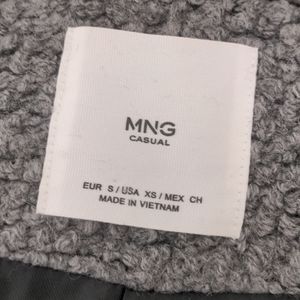 MNG
CASUAL
EUR S / USA XS / MEX CH
MADE IN VIETNAM